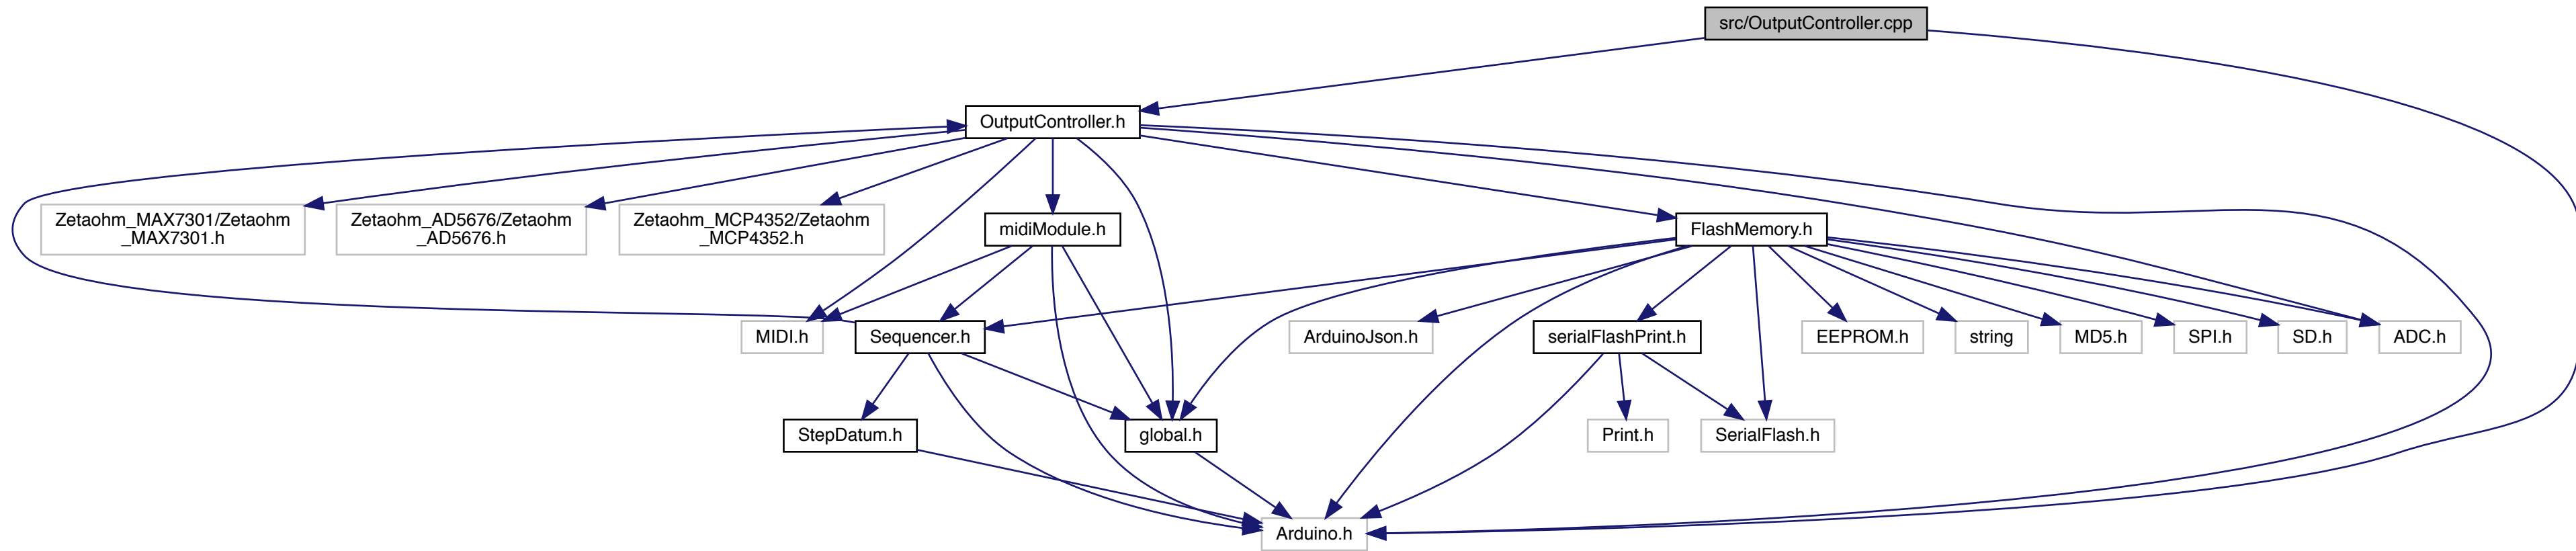 src/OutputController.cpp
OutputController.h
Zetaohm_MAX7301/Zetaohm
_MAX7301.h
Zetaohm_AD5676/Zetaohm
_AD5676.h
Zetaohm_MCP4352/Zetaohm
_MCP4352.h
midiModule.h
FlashMemory.h
MIDI.h
Sequencer.h
ArduinoJson.h
serialFlashPrint.h
EEPROM.h
string
MD5.h
SPI.h
SD.h
ADC.h
StepDatum.h
global.h
Print.h
SerialFlash.h
Arduino.h